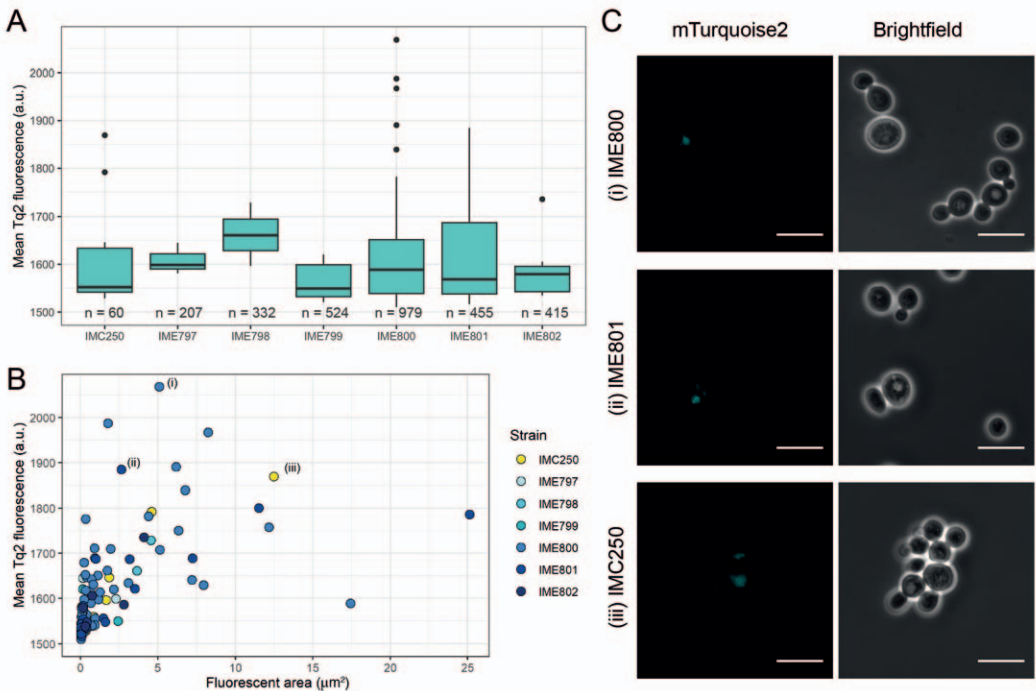 A
Mean Tq2 fluorescence (a.u.)
2000
1900
1800
1700
1600
1500
n = 60
n = 207
n = 332
n = 524
n = 979
n = 455
n = 415
IMC250
IME797
IME798
IME799
IME800
IME801
IME802
B
Mean Tq2 fluorescence (a.u.)
2000
1900
1800
1700
1600
1500
(i)
(ii)
(iii)
0
5
10
15
20
25
Fluorescent area (µm²)
Strain
IMC250
IME797
IME798
IME799
IME800
IME801
IME802
C
mTurquoise2
Brightfield
(i) IME800
(ii) IME801
(iii) IMC250